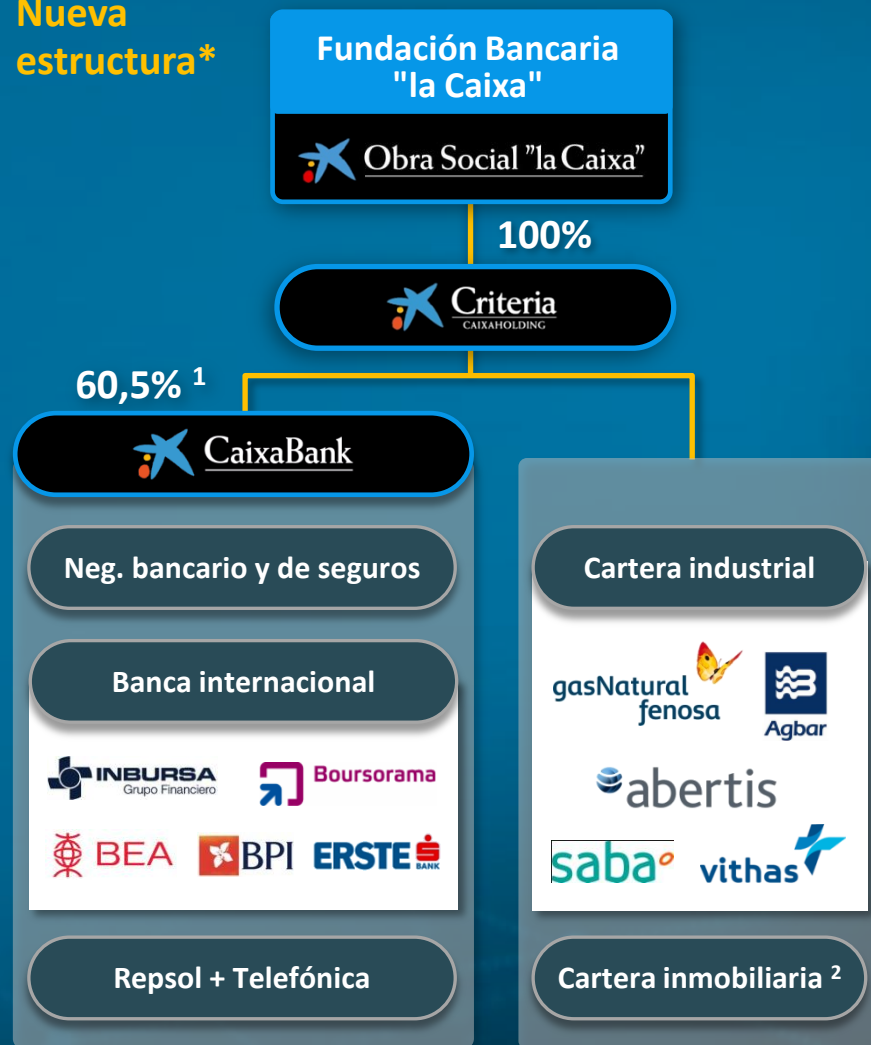 Nueva
estructura*
Fundación Bancaria
"la Caixa"
Obra Social "la Caixa"
100%
Criteria
CAIXAHOLDING
60,5% ¹
CaixaBank
Neg. bancario y de seguros
Banca internacional
INBURSA
Grupo Financiero
Boursorama
BEA
BPI
ERSTE
BANK
Repsol + Telefónica
Cartera industrial
gasNatural
fenosa
Agbar
abertis
saba
vithas
Cartera inmobiliaria ²